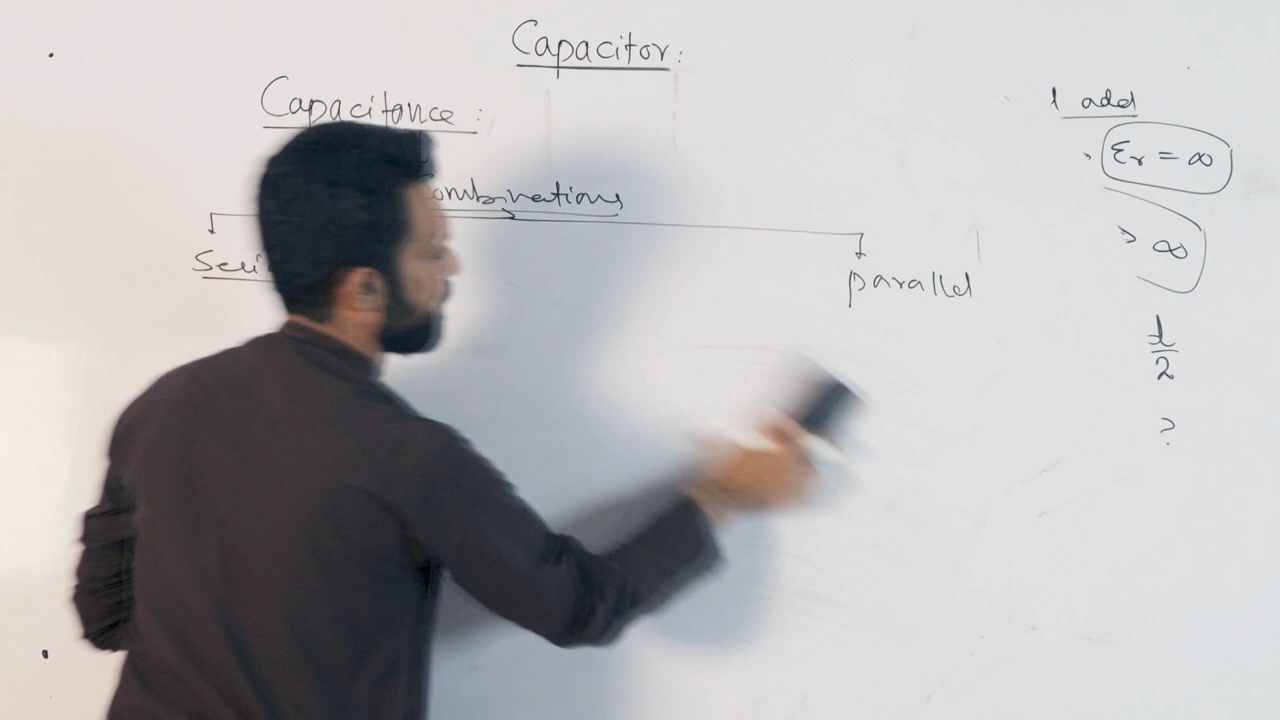 Capacitor:
Capacitance:
Combinations
parallel
1 add
εr = ∞
∞
t/2
?